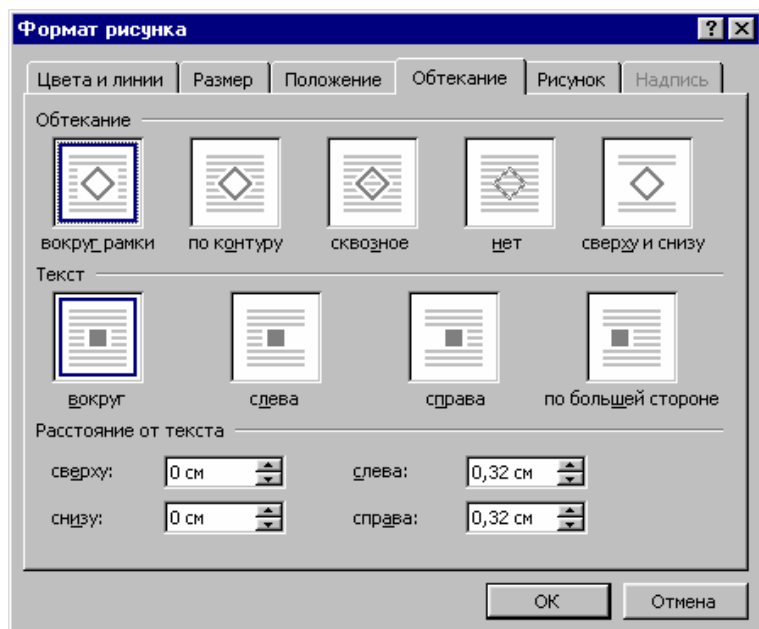 Формат рисунка
Цвета и линии Размер Положение Обтекание Рисунок Надпись
Обтекание
вокруг рамки по контуру сквозное нет сверху и снизу
Текст
вокруг слева справа по большей стороне
Расстояние от текста
сверху: 0 см слева: 0,32 см
снизу: 0 см справа: 0,32 см
ОК Отмена